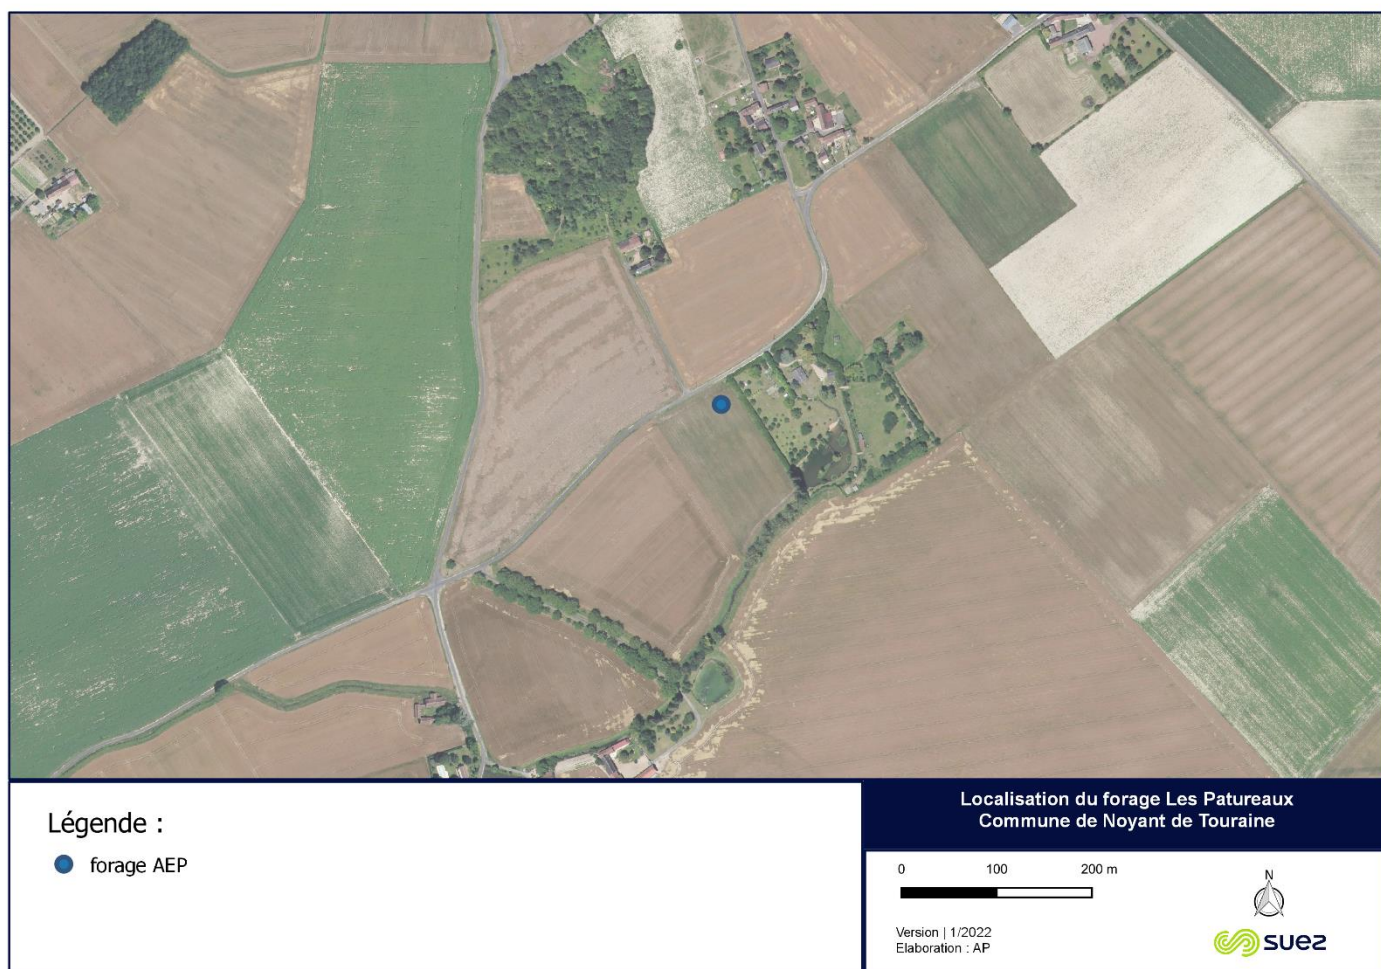 Légende :
forage AEP
Localisation du forage Les Patureaux
Commune de Noyant de Touraine
0 100 200 m
N
Version | 1/2022
Elaboration : AP
suez